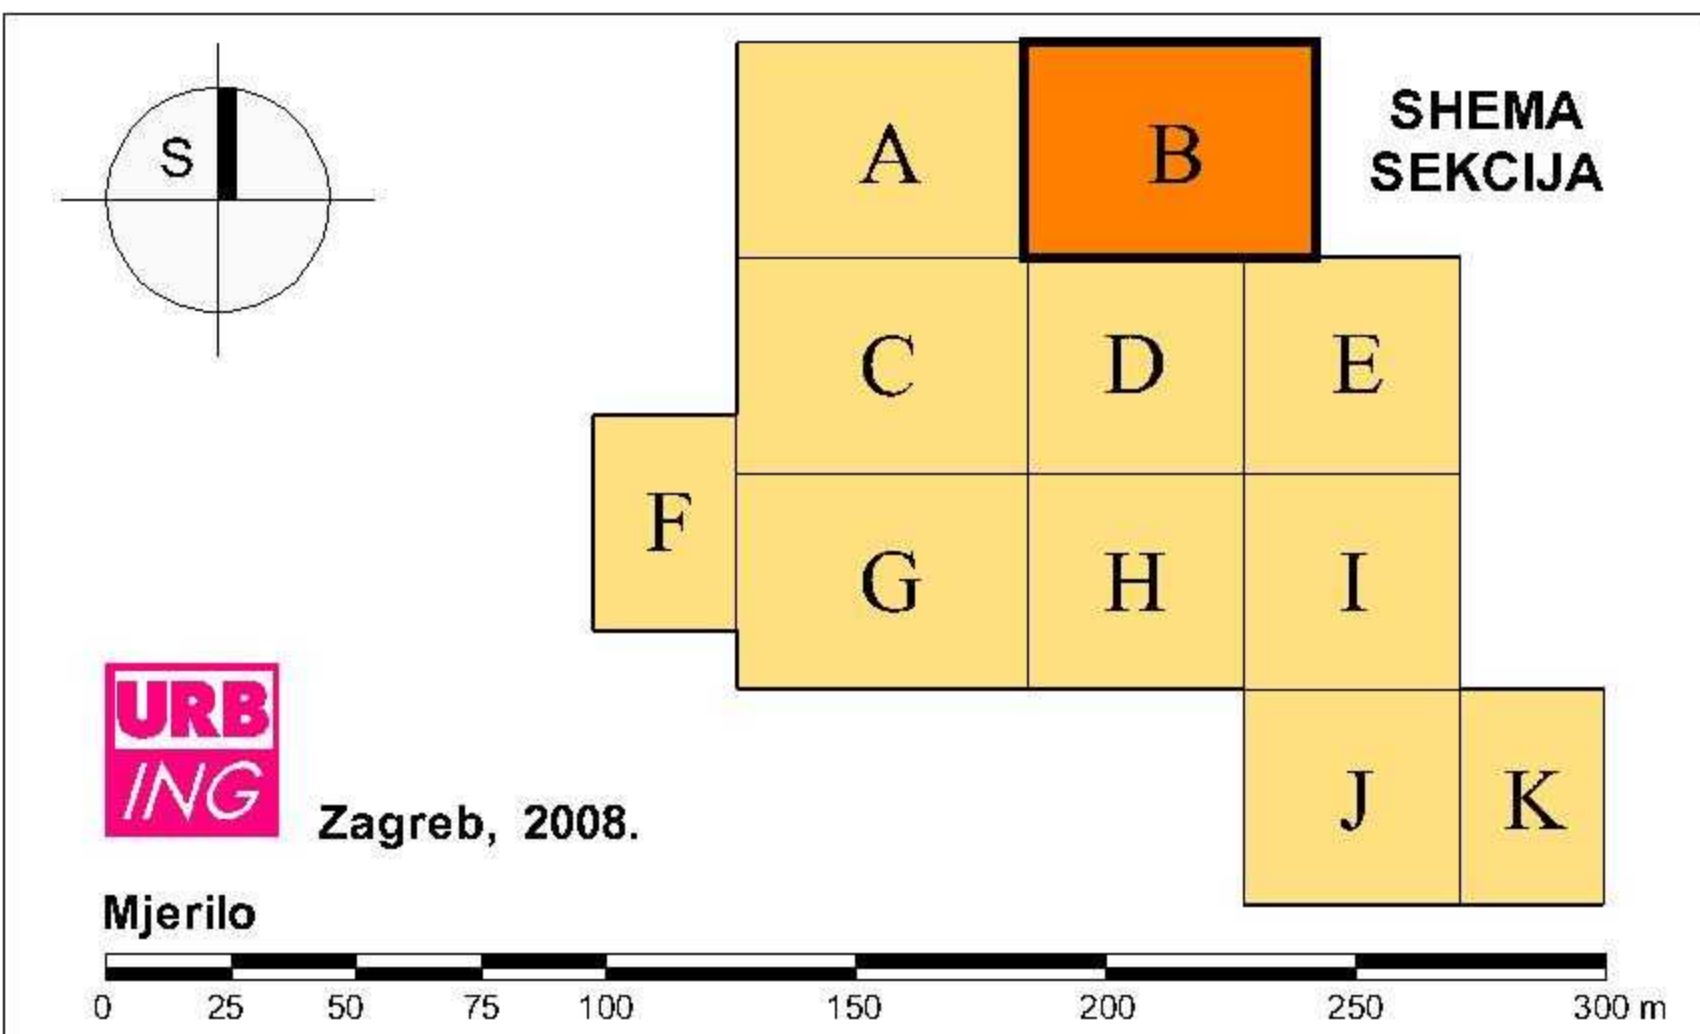 S
A
B
SHEMA
SEKCIJA
C
D
E
F
G
H
I
J
K
URB
ING
Zagreb, 2008.
Mjerilo
0 25 50 75 100 150 200 250 300 m